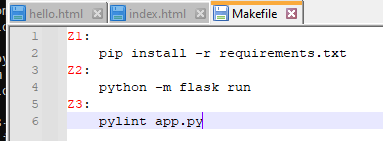 hello.html index.html Makefile
1 Z1:
2 pip install -r requirements.txt
3 Z2:
4 python -m flask run
5 Z3:
6 pylint app.py